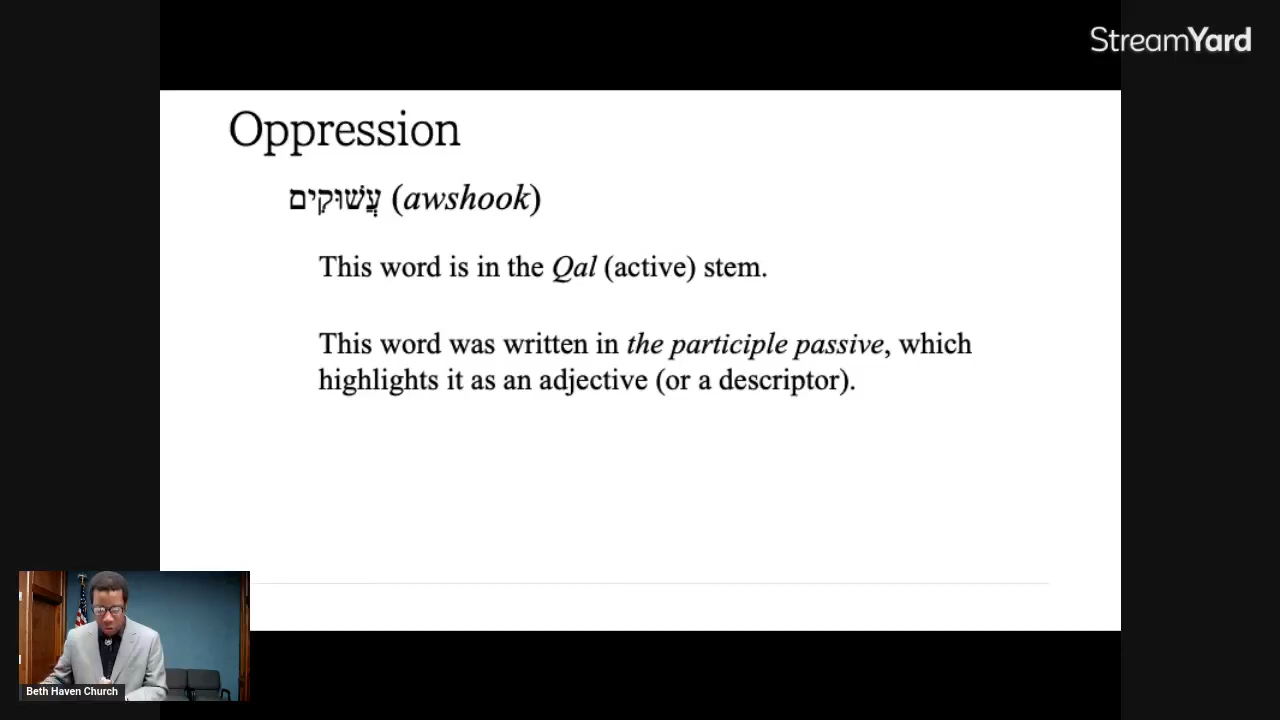 StreamYard
Oppression
עֲשׁוּקִים (awshook)
This word is in the Qal (active) stem.
This word was written in the participle passive, which
highlights it as an adjective (or a descriptor).
Beth Haven Church